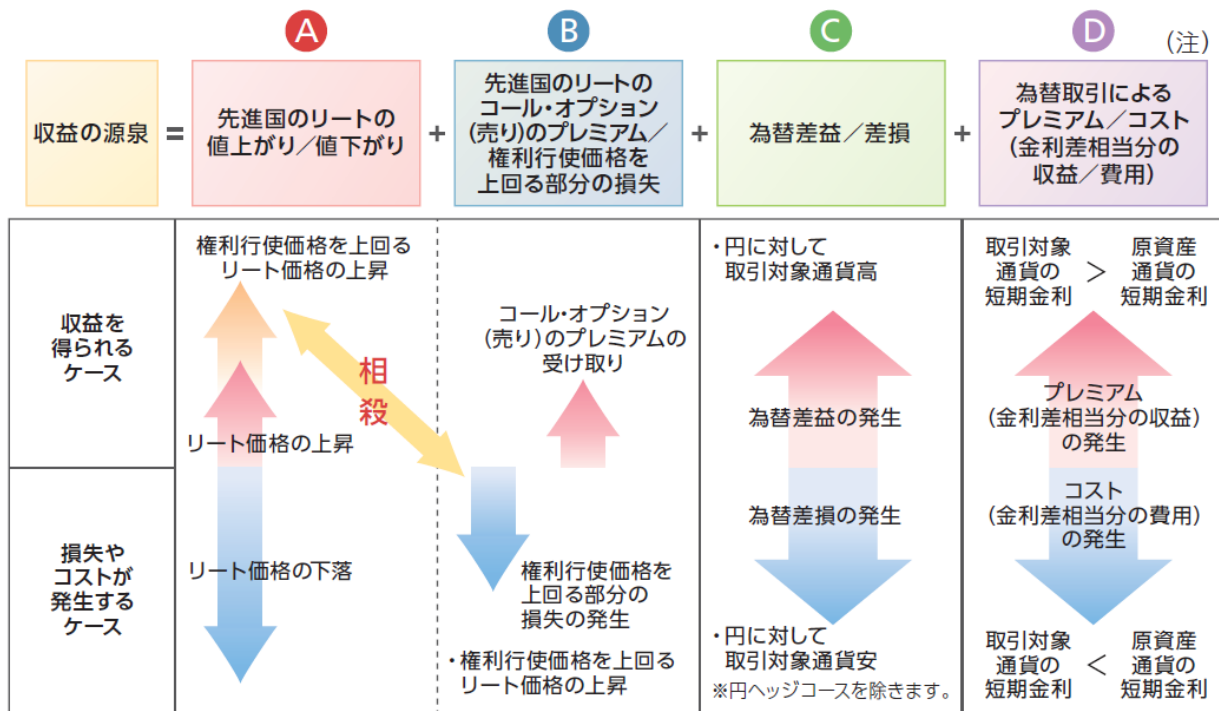 A
B
C
D
(注)
収益の源泉
=
先進国のリートの
値上がり／値下がり
+
先進国のリートの
コール・オプション
(売り)のプレミアム／
権利行使価格を
上回る部分の損失
+
為替差益／差損
+
為替取引による
プレミアム／コスト
(金利差相当分の
収益／費用)
収益を
得られる
ケース
権利行使価格を上回る
リート価格の上昇
リート価格の上昇
相
殺
コール・オプション
(売り)のプレミアムの
受け取り
・円に対して
取引対象通貨高
為替差益の発生
取引対象
通貨の
短期金利
>
原資産
通貨の
短期金利
プレミアム
(金利差相当分の収益)
の発生
損失や
コストが
発生する
ケース
リート価格の下落
権利行使価格を
上回る部分の
損失の発生
・権利行使価格を上回る
リート価格の上昇
為替差損の発生
・円に対して
取引対象通貨安
※円ヘッジコースを除きます。
コスト
(金利差相当分の費用)
の発生
取引対象
通貨の
短期金利
<
原資産
通貨の
短期金利